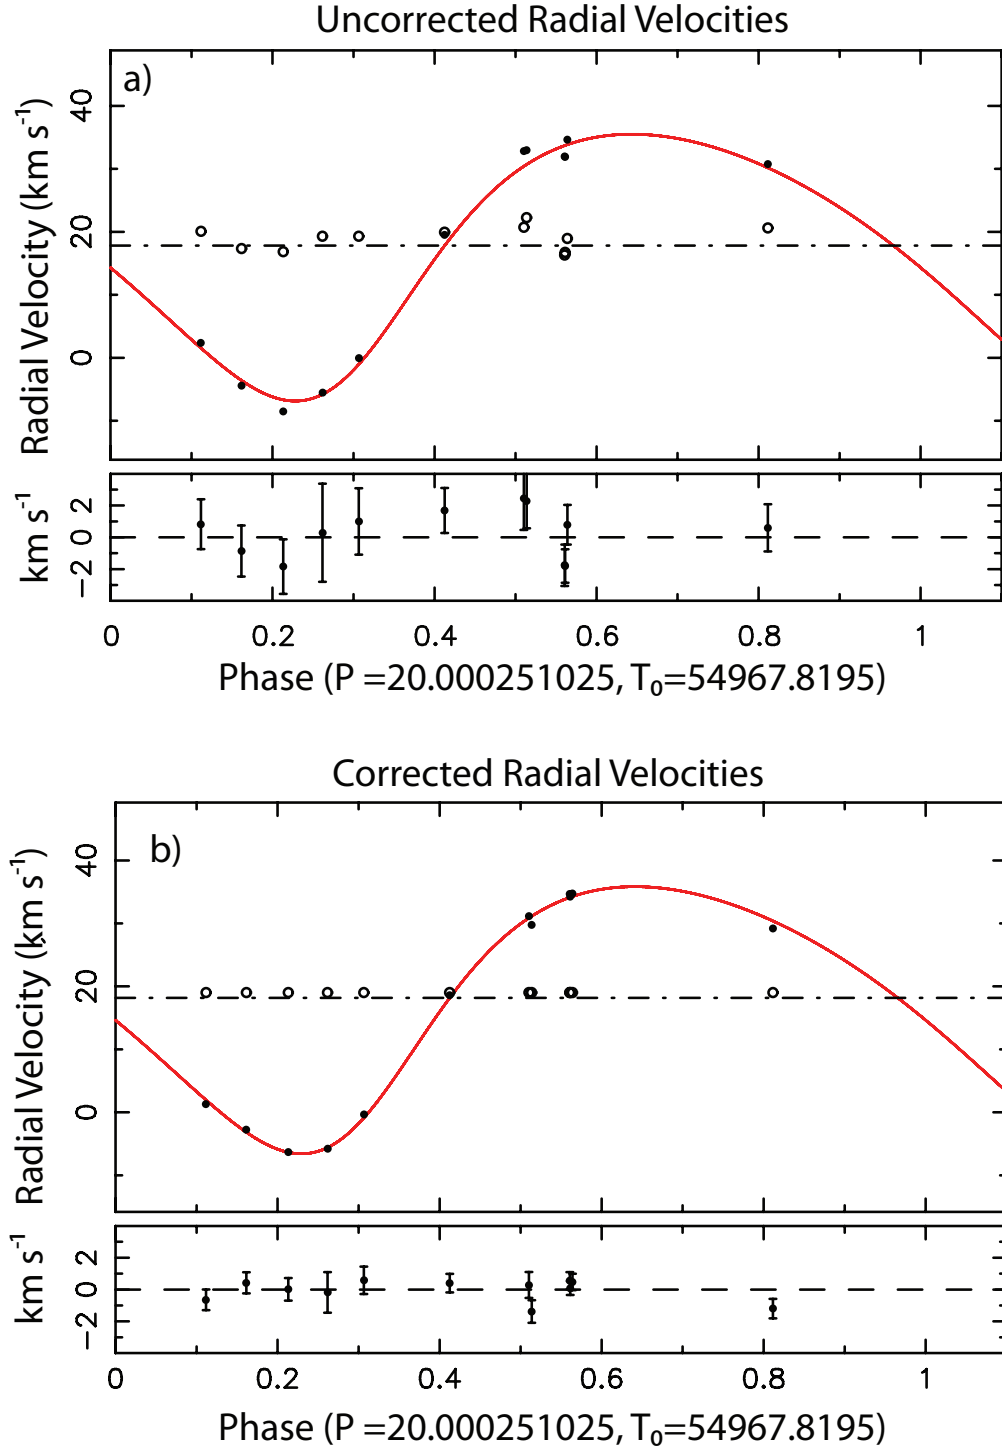 Uncorrected Radial Velocities
a)
Radial Velocity (km s⁻¹)
40
20
0
km s⁻¹
2
0
−2
0 0.2 0.4 0.6 0.8 1
Phase (P =20.000251025, T₀=54967.8195)
Corrected Radial Velocities
b)
Radial Velocity (km s⁻¹)
40
20
0
km s⁻¹
2
0
−2
0 0.2 0.4 0.6 0.8 1
Phase (P =20.000251025, T₀=54967.8195)